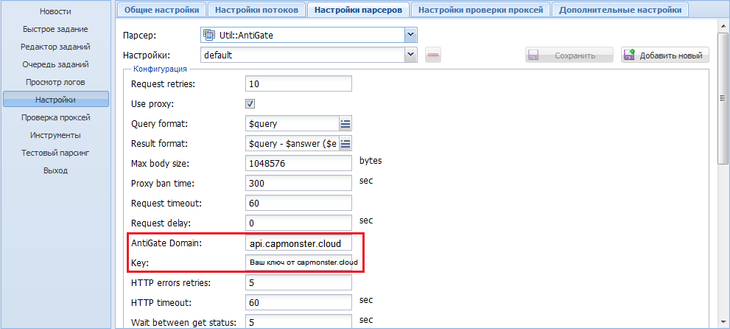 Новости
Быстрое задание
Редактор заданий
Очередь заданий
Просмотр логов
Настройки
Проверка проксей
Инструменты
Тестовый парсинг
Выход
Общие настройки Настройки потоков Настройки парсеров Настройки проверки проксей Дополнительные настройки
Парсер: Util::AntiGate
Настройки: default Сохранить Добавить новый
Конфигурация
Request retries: 10
Use proxy:
Query format: $query
Result format: $query - $answer ($e
Max body size: 1048576 bytes
Proxy ban time: 300 sec
Request timeout: 60
Request delay: 0 sec
AntiGate Domain: api.capmonster.cloud
Key: Ваш ключ от capmonster.cloud
HTTP errors retries: 5
HTTP timeout: 60 sec
Wait between get status: 5 sec